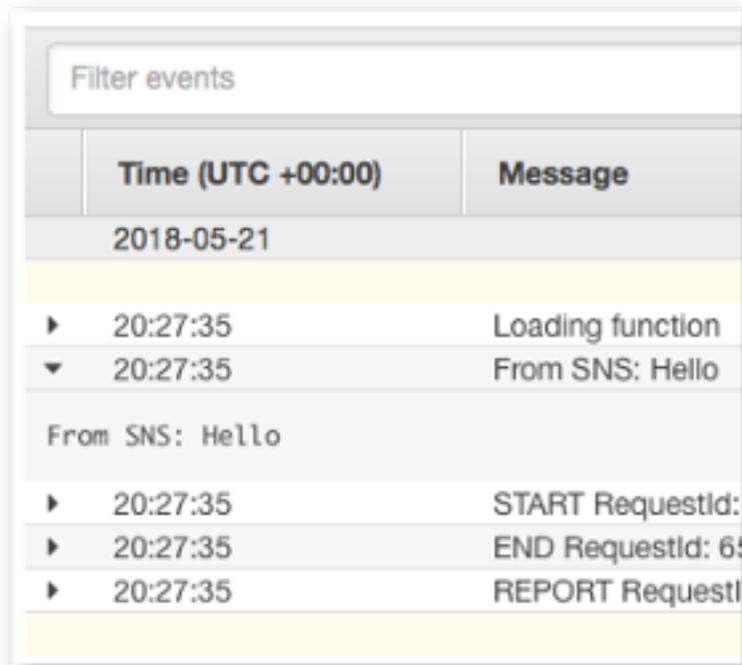 Filter events
Time (UTC +00:00) Message
2018-05-21
20:27:35 Loading function
20:27:35 From SNS: Hello
From SNS: Hello
20:27:35 START RequestId:
20:27:35 END RequestId: 65
20:27:35 REPORT RequestI